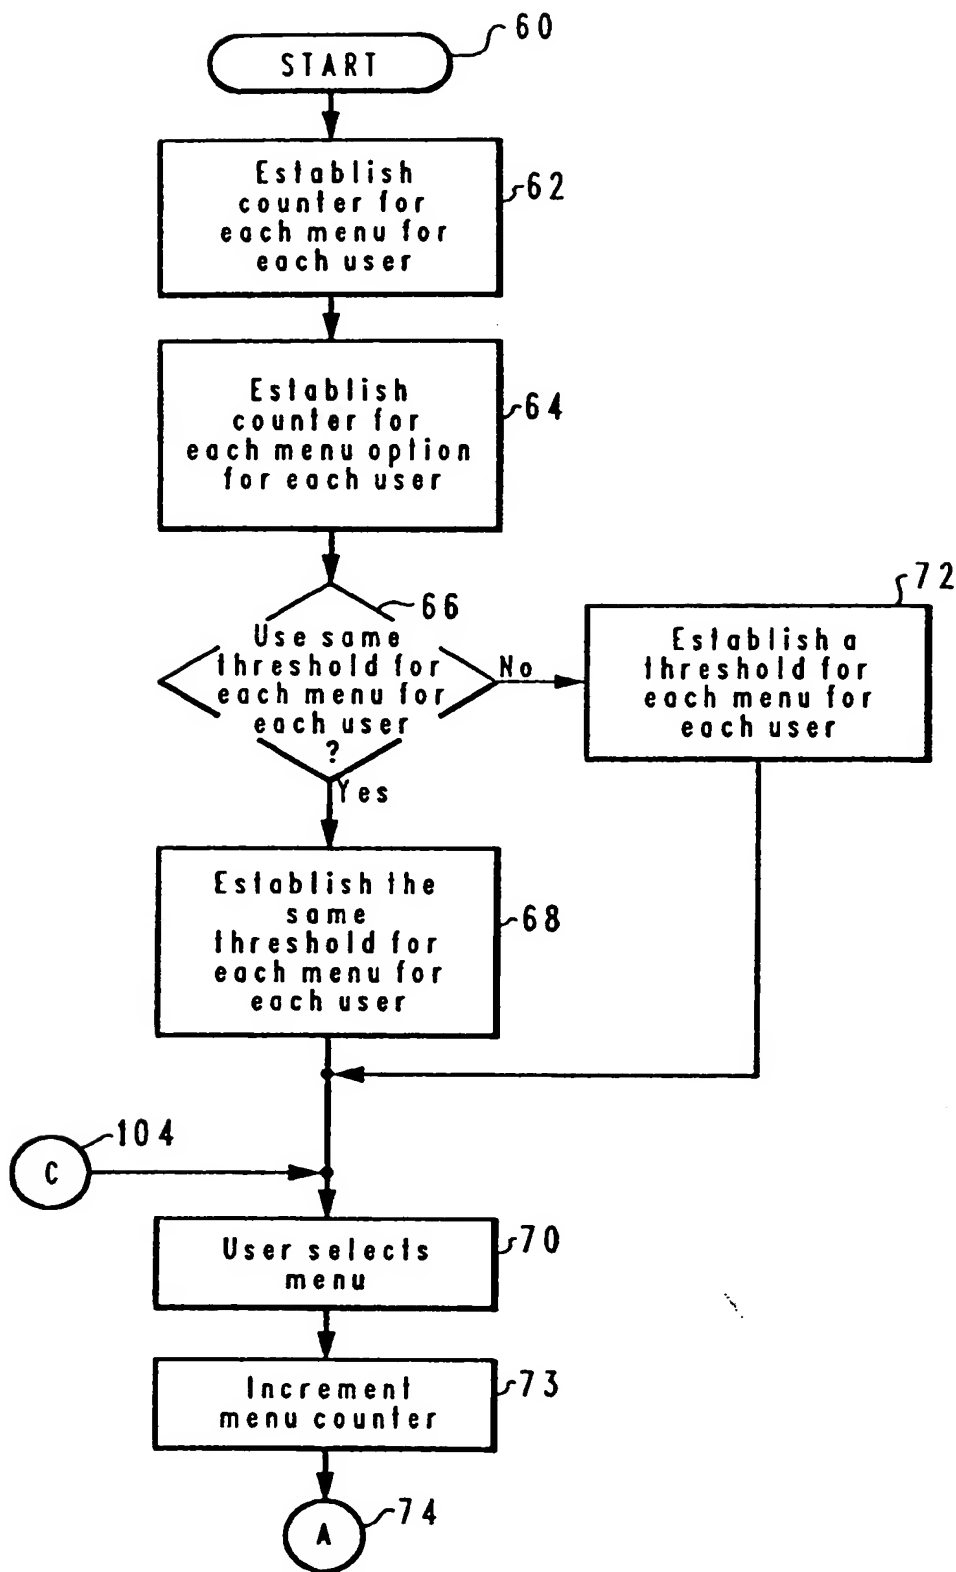 60
START
Establish
counter for
each menu for
each user
62
Establish
counter for
each menu option
for each user
64
66
Use same
threshold for
each menu for
each user
?
No
Yes
72
Establish a
threshold for
each menu for
each user
Establish the
same
threshold for
each menu for
each user
68
104
C
User selects
menu
70
Increment
menu counter
73
A
74